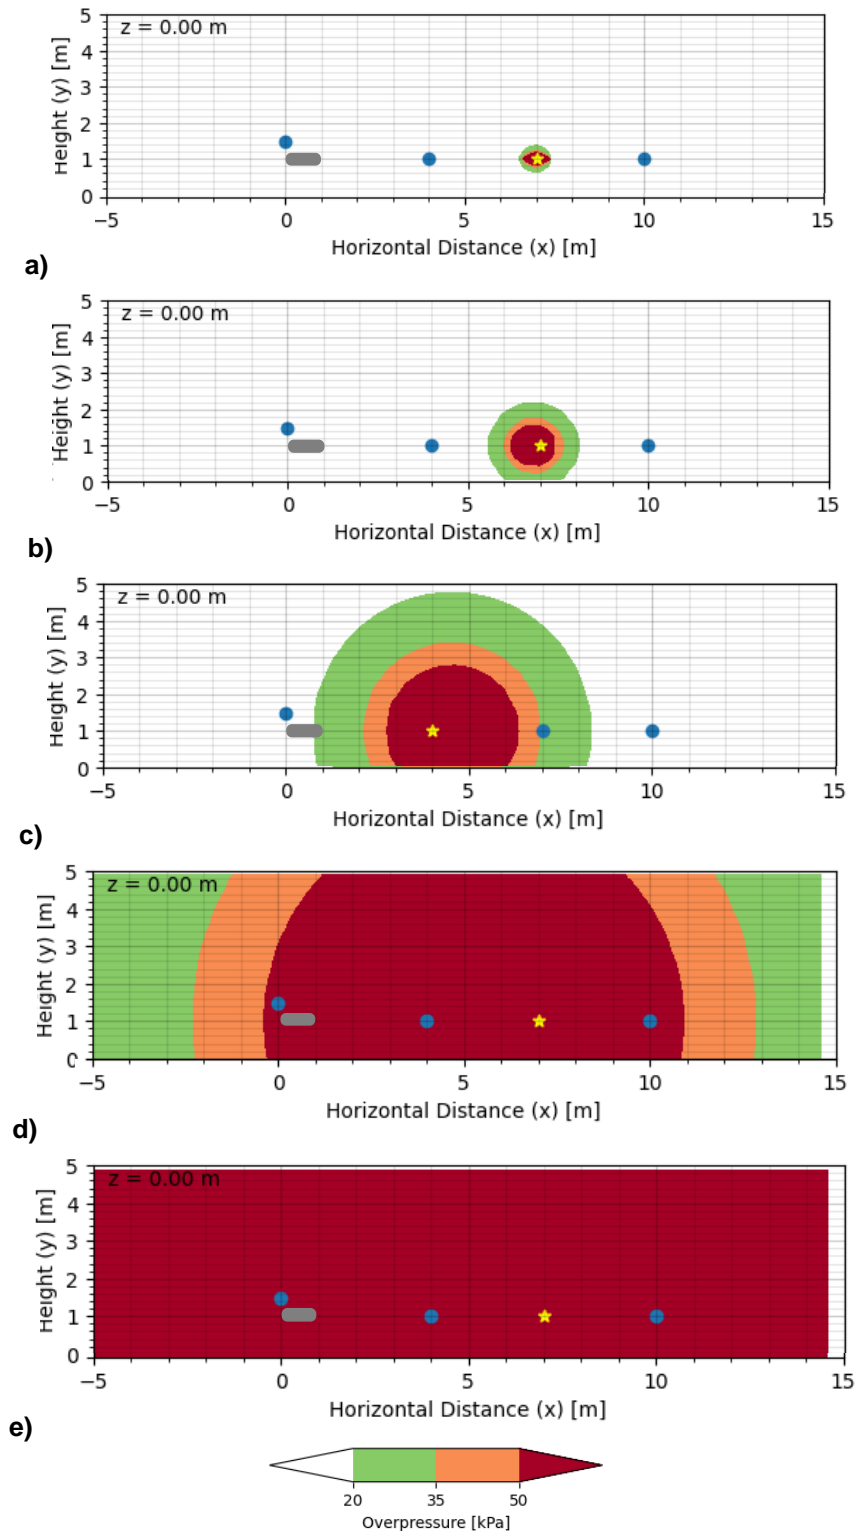 5
z = 0.00 m
4
3
2
1
0
Height (y) [m]
−5 0 5 10 15
Horizontal Distance (x) [m]
a)
5
z = 0.00 m
4
3
2
1
0
Height (y) [m]
−5 0 5 10 15
Horizontal Distance (x) [m]
b)
5
z = 0.00 m
4
3
2
1
0
Height (y) [m]
−5 0 5 10 15
Horizontal Distance (x) [m]
c)
5
z = 0.00 m
4
3
2
1
0
Height (y) [m]
−5 0 5 10 15
Horizontal Distance (x) [m]
d)
5
z = 0.00 m
4
3
2
1
0
Height (y) [m]
−5 0 5 10 15
Horizontal Distance (x) [m]
e)
20 35 50
Overpressure [kPa]